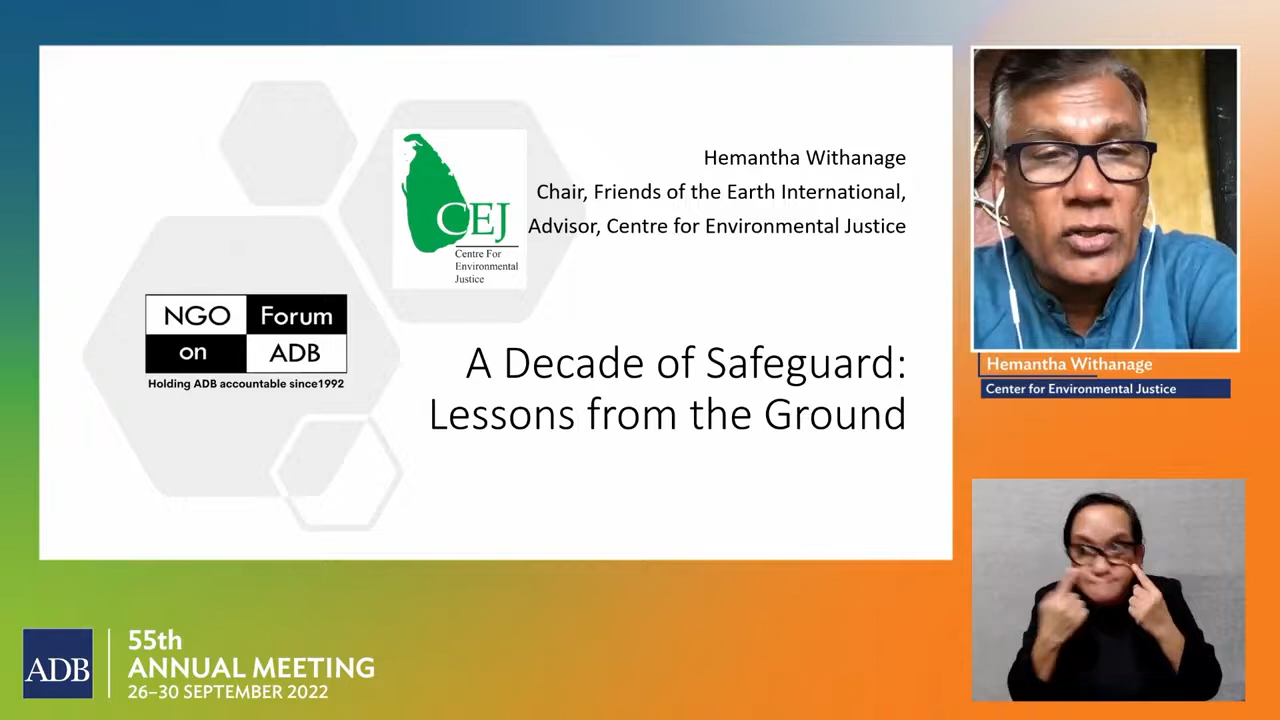 Hemantha Withanage
Chair, Friends of the Earth International,
Advisor, Centre for Environmental Justice
CEJ
Centre For
Environmental
Justice
NGO Forum
on ADB
Holding ADB accountable since1992
A Decade of Safeguard:
Lessons from the Ground
Hemantha Withanage
Center for Environmental Justice
ADB
55th
ANNUAL MEETING
26–30 SEPTEMBER 2022